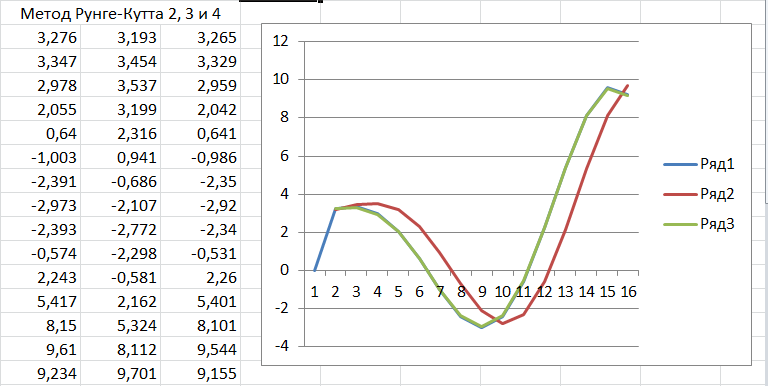 Метод Рунге-Кутта 2, 3 и 4
3,276 3,193 3,265
3,347 3,454 3,329
2,978 3,537 2,959
2,055 3,199 2,042
0,64 2,316 0,641
-1,003 0,941 -0,986
-2,391 -0,686 -2,35
-2,973 -2,107 -2,92
-2,393 -2,772 -2,34
-0,574 -2,298 -0,531
2,243 -0,581 2,26
5,417 2,162 5,401
8,15 5,324 8,101
9,61 8,112 9,544
9,234 9,701 9,155
12
10
8
6
4
2
0
-2
-4
1 2 3 4 5 6 7 8 9 10 11 12 13 14 15 16
Ряд1
Ряд2
Ряд3